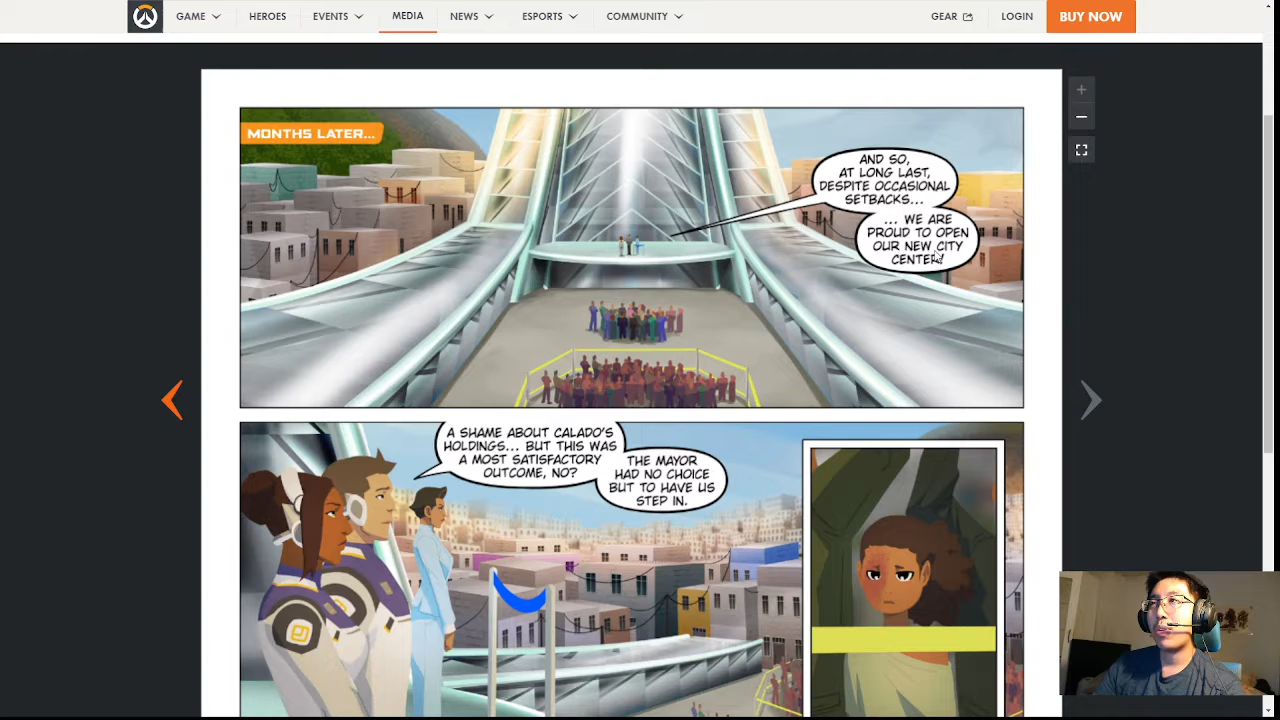 GAME HEROES EVENTS MEDIA NEWS ESPORTS COMMUNITY GEAR LOGIN BUY NOW
MONTHS LATER...
AND SO,
AT LONG LAST,
DESPITE OCCASIONAL
SETBACKS...
... WE ARE
PROUD TO OPEN
OUR NEW CITY
CENTER!
A SHAME ABOUT CALADO'S
HOLDINGS... BUT THIS WAS
A MOST SATISFACTORY
OUTCOME, NO?
THE MAYOR
HAD NO CHOICE
BUT TO HAVE US
STEP IN.